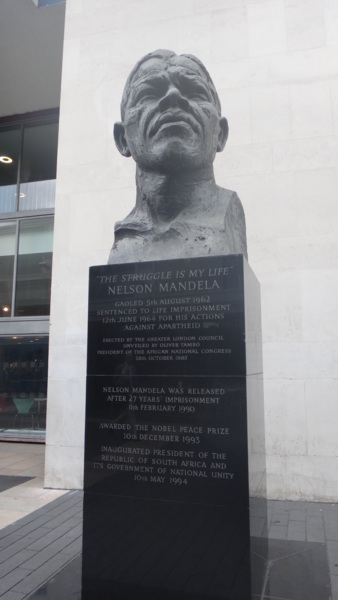 "THE STRUGGLE IS MY LIFE"
NELSON MANDELA
GAOLED 5TH AUGUST 1962
SENTENCED TO LIFE IMPRISONMENT
12TH JUNE 1964 FOR HIS ACTIONS
AGAINST APARTHEID
ERECTED BY THE GREATER LONDON COUNCIL
UNVEILED BY OLIVER TAMBO
PRESIDENT OF THE AFRICAN NATIONAL CONGRESS
28TH OCTOBER 1985
NELSON MANDELA WAS RELEASED
AFTER 27 YEARS' IMPRISONMENT
11TH FEBRUARY 1990
AWARDED THE NOBEL PEACE PRIZE
10TH DECEMBER 1993
INAUGURATED PRESIDENT OF THE
REPUBLIC OF SOUTH AFRICA AND
ITS GOVERNMENT OF NATIONAL UNITY
10TH MAY 1994